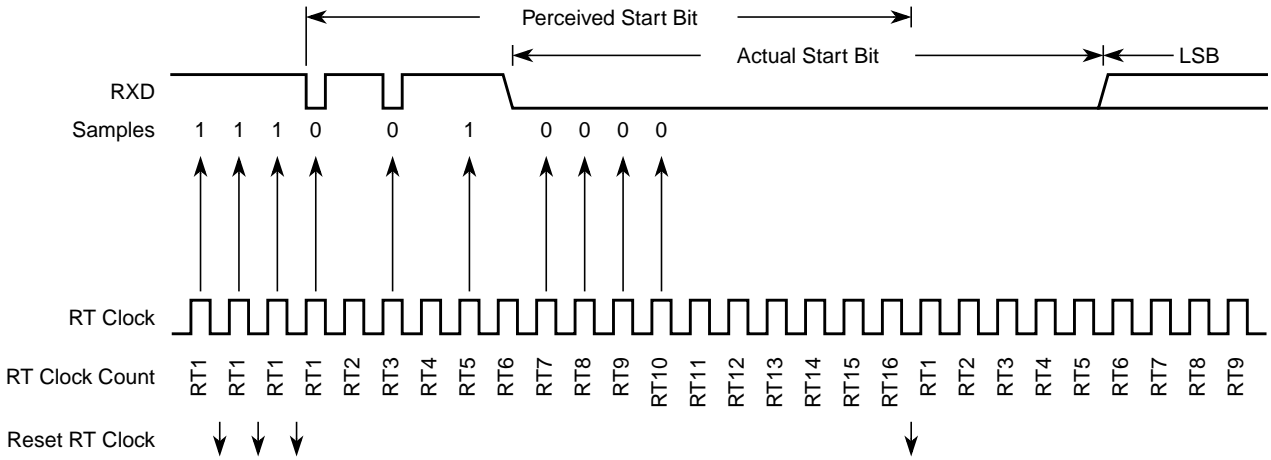 Perceived Start Bit
Actual Start Bit
LSB
RXD
Samples 1 1 1 0 0 1 0 0 0 0
RT Clock
RT Clock Count RT1 RT1 RT1 RT1 RT2 RT3 RT4 RT5 RT6 RT7 RT8 RT9 RT10 RT11 RT12 RT13 RT14 RT15 RT16 RT1 RT2 RT3 RT4 RT5 RT6 RT7 RT8 RT9
Reset RT Clock